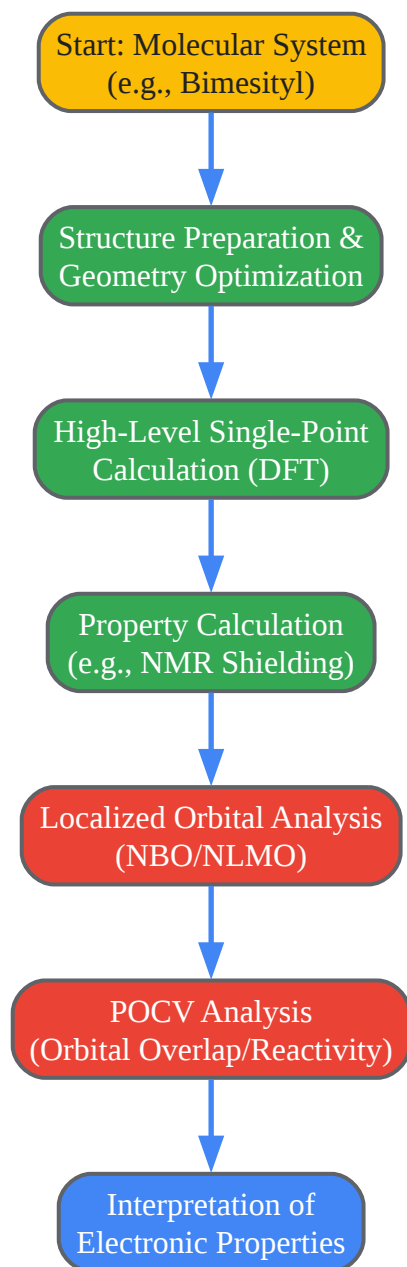 Start: Molecular System
(e.g., Bimesityl)
Structure Preparation &
Geometry Optimization
High-Level Single-Point
Calculation (DFT)
Property Calculation
(e.g., NMR Shielding)
Localized Orbital Analysis
(NBO/NLMO)
POCV Analysis
(Orbital Overlap/Reactivity)
Interpretation of
Electronic Properties